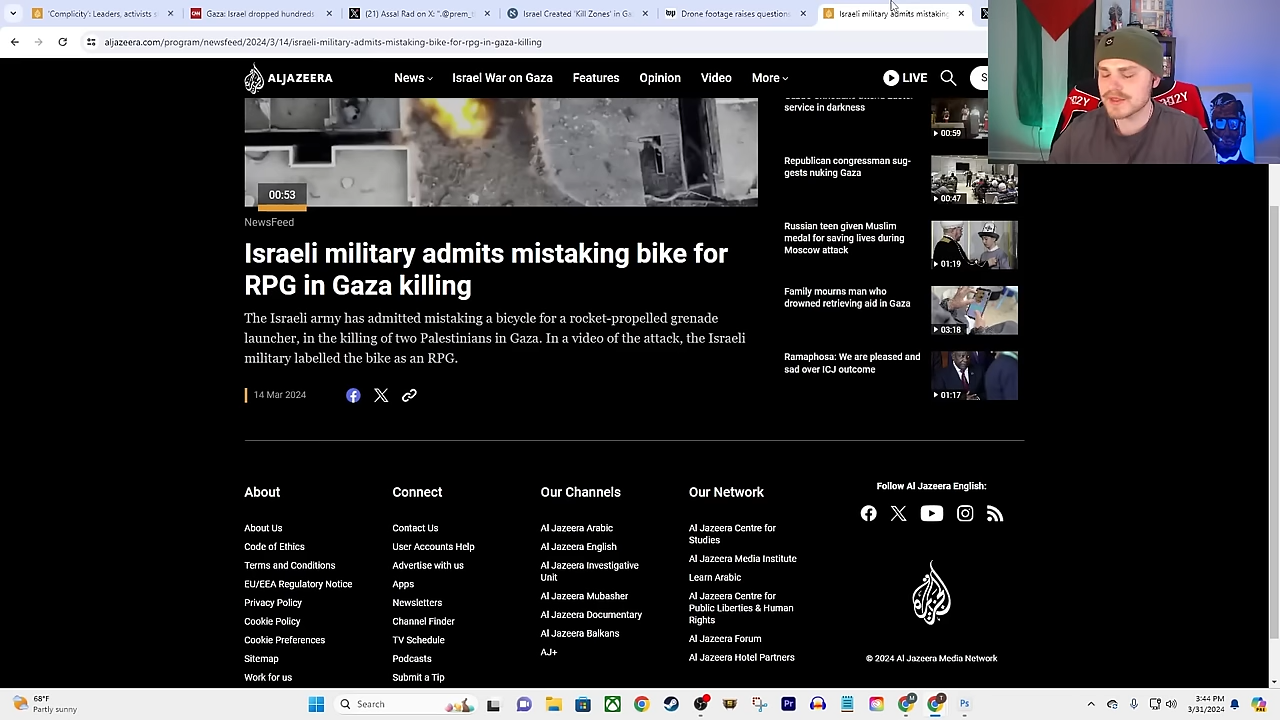 "Complicity's Leaders, activists s
Gaza: Israel dropped hundreds
(21) Assal Rad on X: ".@prem_
Israel Created 'Kill Zones' in Ga
Drone footage raises questions
Israeli military admits mistaking
aljazeera.com/program/newsfeed/2024/3/14/israeli-military-admits-mistaking-bike-for-rpg-in-gaza-killing
ALJAZEERA
News
Israel War on Gaza
Features
Opinion
Video
More
LIVE
S
service in darkness
00:59
00:53
Republican congressman sug-
gests nuking Gaza
00:47
NewsFeed
Israeli military admits mistaking bike for
RPG in Gaza killing
Russian teen given Muslim
medal for saving lives during
Moscow attack
01:19
The Israeli army has admitted mistaking a bicycle for a rocket-propelled grenade
launcher, in the killing of two Palestinians in Gaza. In a video of the attack, the Israeli
military labelled the bike as an RPG.
Family mourns man who
drowned retrieving aid in Gaza
03:18
Ramaphosa: We are pleased and
sad over ICJ outcome
01:17
14 Mar 2024
About
About Us
Code of Ethics
Terms and Conditions
EU/EEA Regulatory Notice
Privacy Policy
Cookie Policy
Cookie Preferences
Sitemap
Work for us
Connect
Contact Us
User Accounts Help
Advertise with us
Apps
Newsletters
Channel Finder
TV Schedule
Podcasts
Submit a Tip
Our Channels
Al Jazeera Arabic
Al Jazeera English
Al Jazeera Investigative
Unit
Al Jazeera Mubasher
Al Jazeera Documentary
Al Jazeera Balkans
AJ+
Our Network
Al Jazeera Centre for
Studies
Al Jazeera Media Institute
Learn Arabic
Al Jazeera Centre for
Public Liberties & Human
Rights
Al Jazeera Forum
Al Jazeera Hotel Partners
Follow Al Jazeera English:
© 2024 Al Jazeera Media Network
68°F
Partly sunny
Search
3:44 PM
3/31/2024